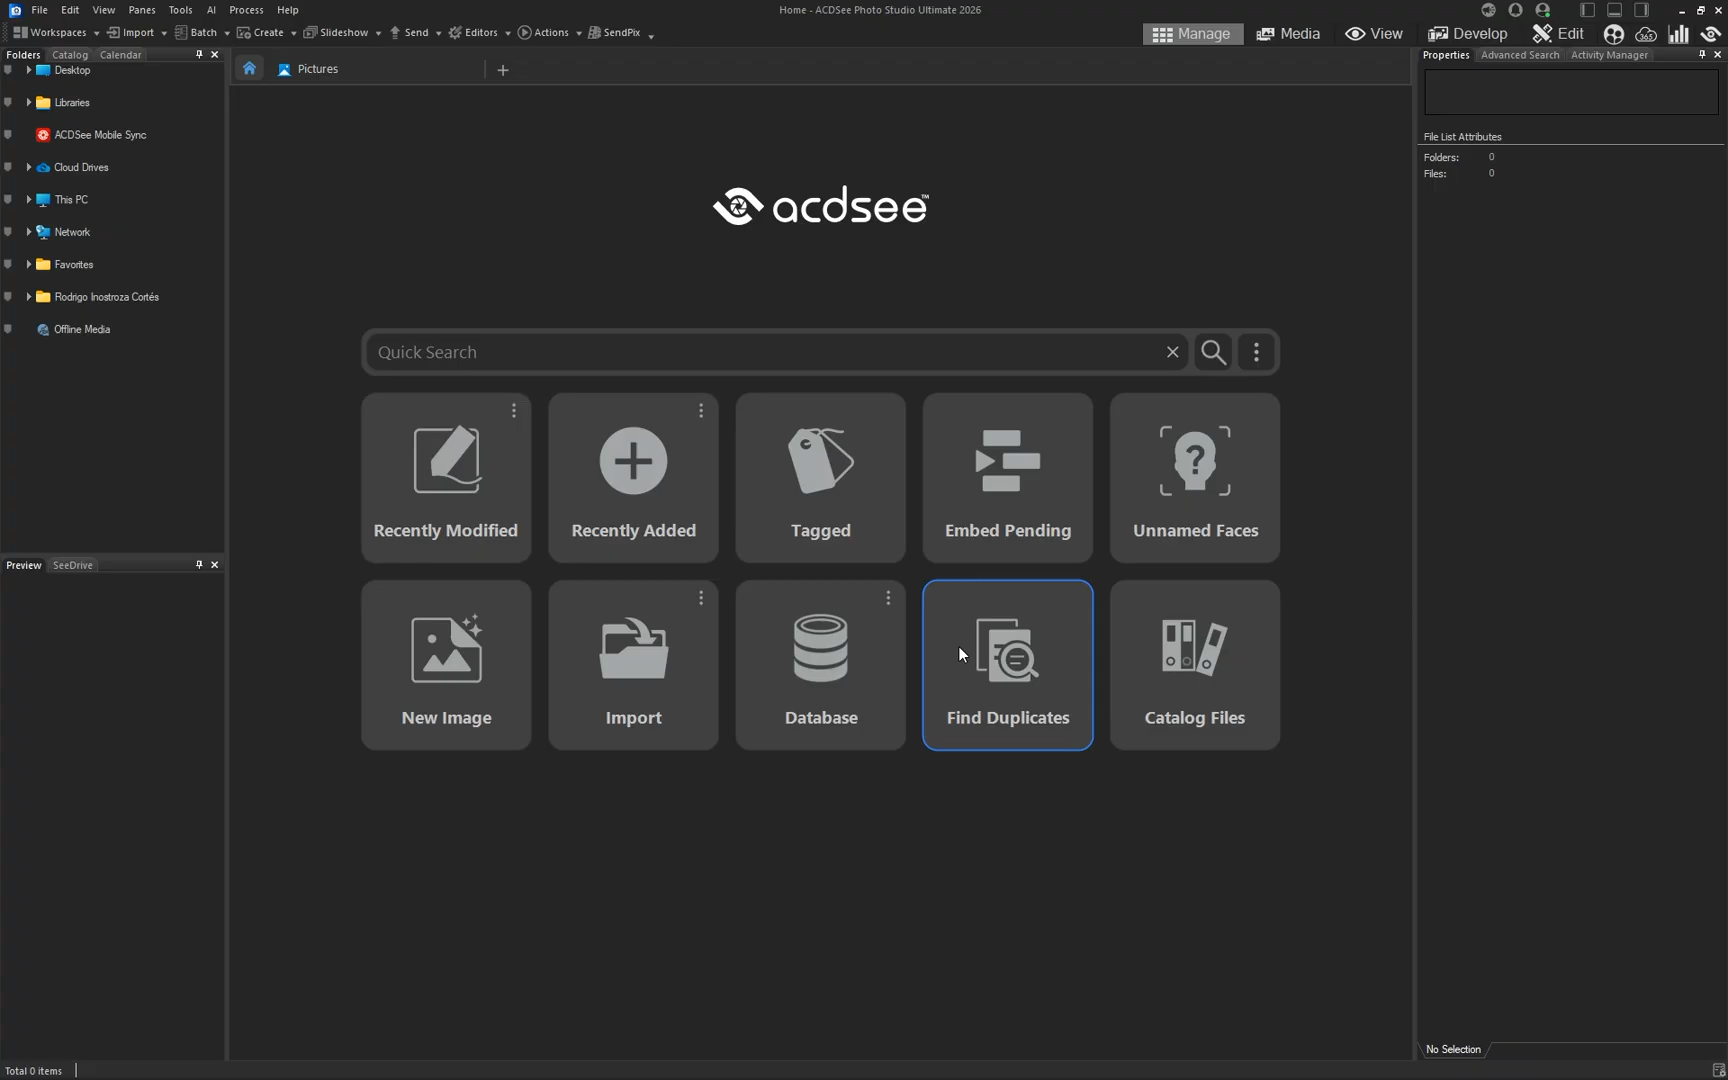 File Edit View Panes Tools AI Process Help
Home - ACDSee Photo Studio Ultimate 2026
Workspaces Import Batch Create Slideshow Send Editors Actions SendPix
Manage Media View Develop Edit 365
Folders Catalog Calendar
Desktop
Libraries
ACDSee Mobile Sync
Cloud Drives
This PC
Network
Favorites
Rodrigo Inostroza Cortés
Offline Media
Preview SeeDrive
Pictures
acdsee™
Quick Search
Recently Modified
Recently Added
Tagged
Embed Pending
Unnamed Faces
New Image
Import
Database
Find Duplicates
Catalog Files
Properties Advanced Search Activity Manager
File List Attributes
Folders: 0
Files: 0
No Selection
Total 0 items